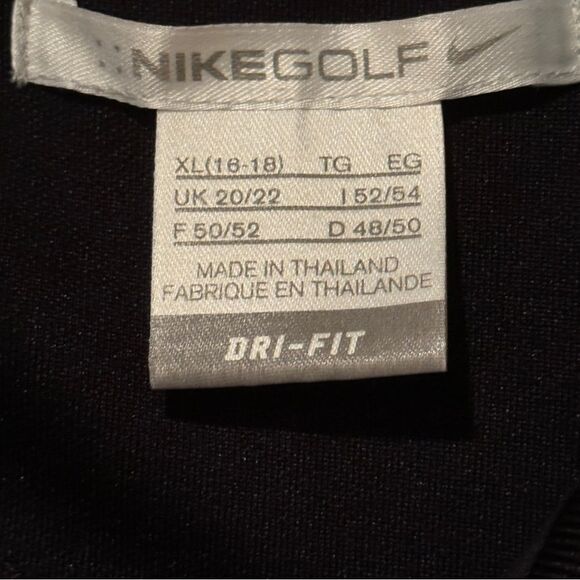 NIKEGOLF
XL(16-18) TG EG
UK 20/22 I 52/54
F 50/52 D 48/50
MADE IN THAILAND
FABRIQUE EN THAILANDE
DRI-FIT